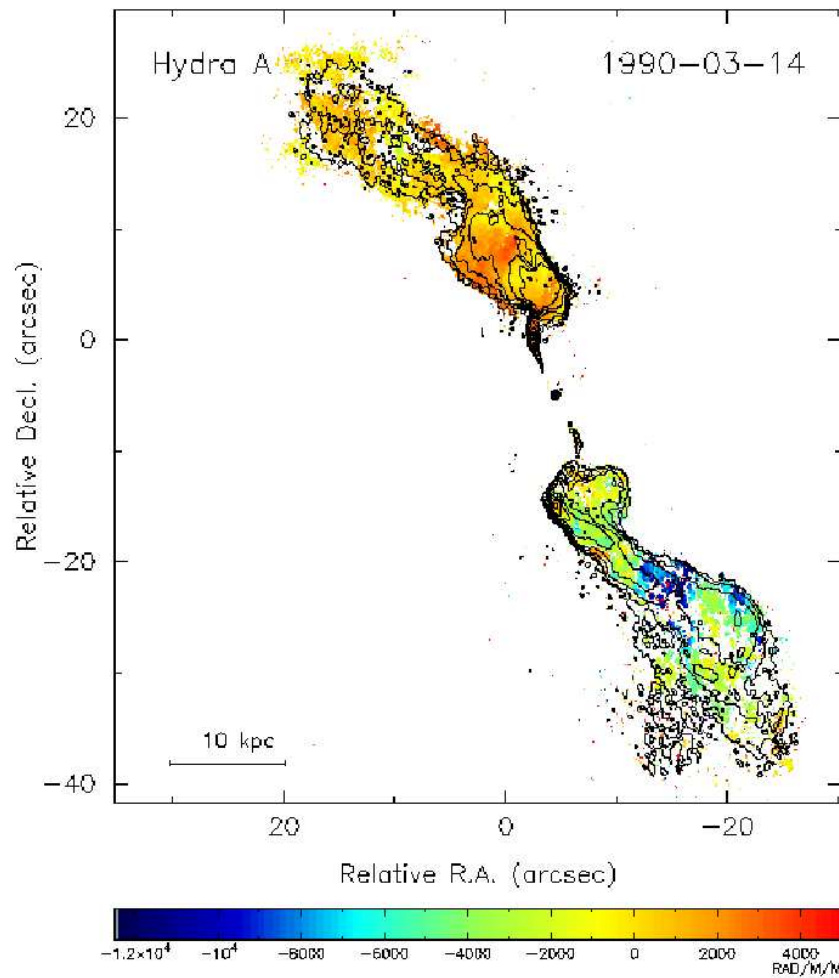 Hydra A 1990-03-14
20
0
-20
-40
Relative Decl. (arcsec)
10 kpc
20 0 -20
Relative R.A. (arcsec)
-1.2×10⁴ -10⁴ -8000 -6000 -4000 -2000 0 2000 4000
RAD/M/M